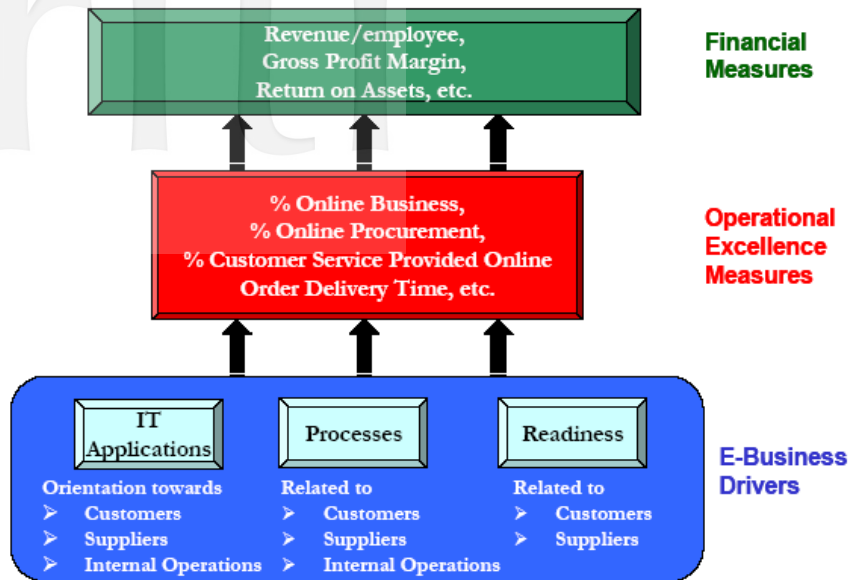 Revenue/employee,
Gross Profit Margin,
Return on Assets, etc.
Financial
Measures
% Online Business,
% Online Procurement,
% Customer Service Provided Online
Order Delivery Time, etc.
Operational
Excellence
Measures
IT
Applications
Processes
Readiness
Orientation towards
➢ Customers
➢ Suppliers
➢ Internal Operations
Related to
➢ Customers
➢ Suppliers
➢ Internal Operations
Related to
➢ Customers
➢ Suppliers
E-Business
Drivers